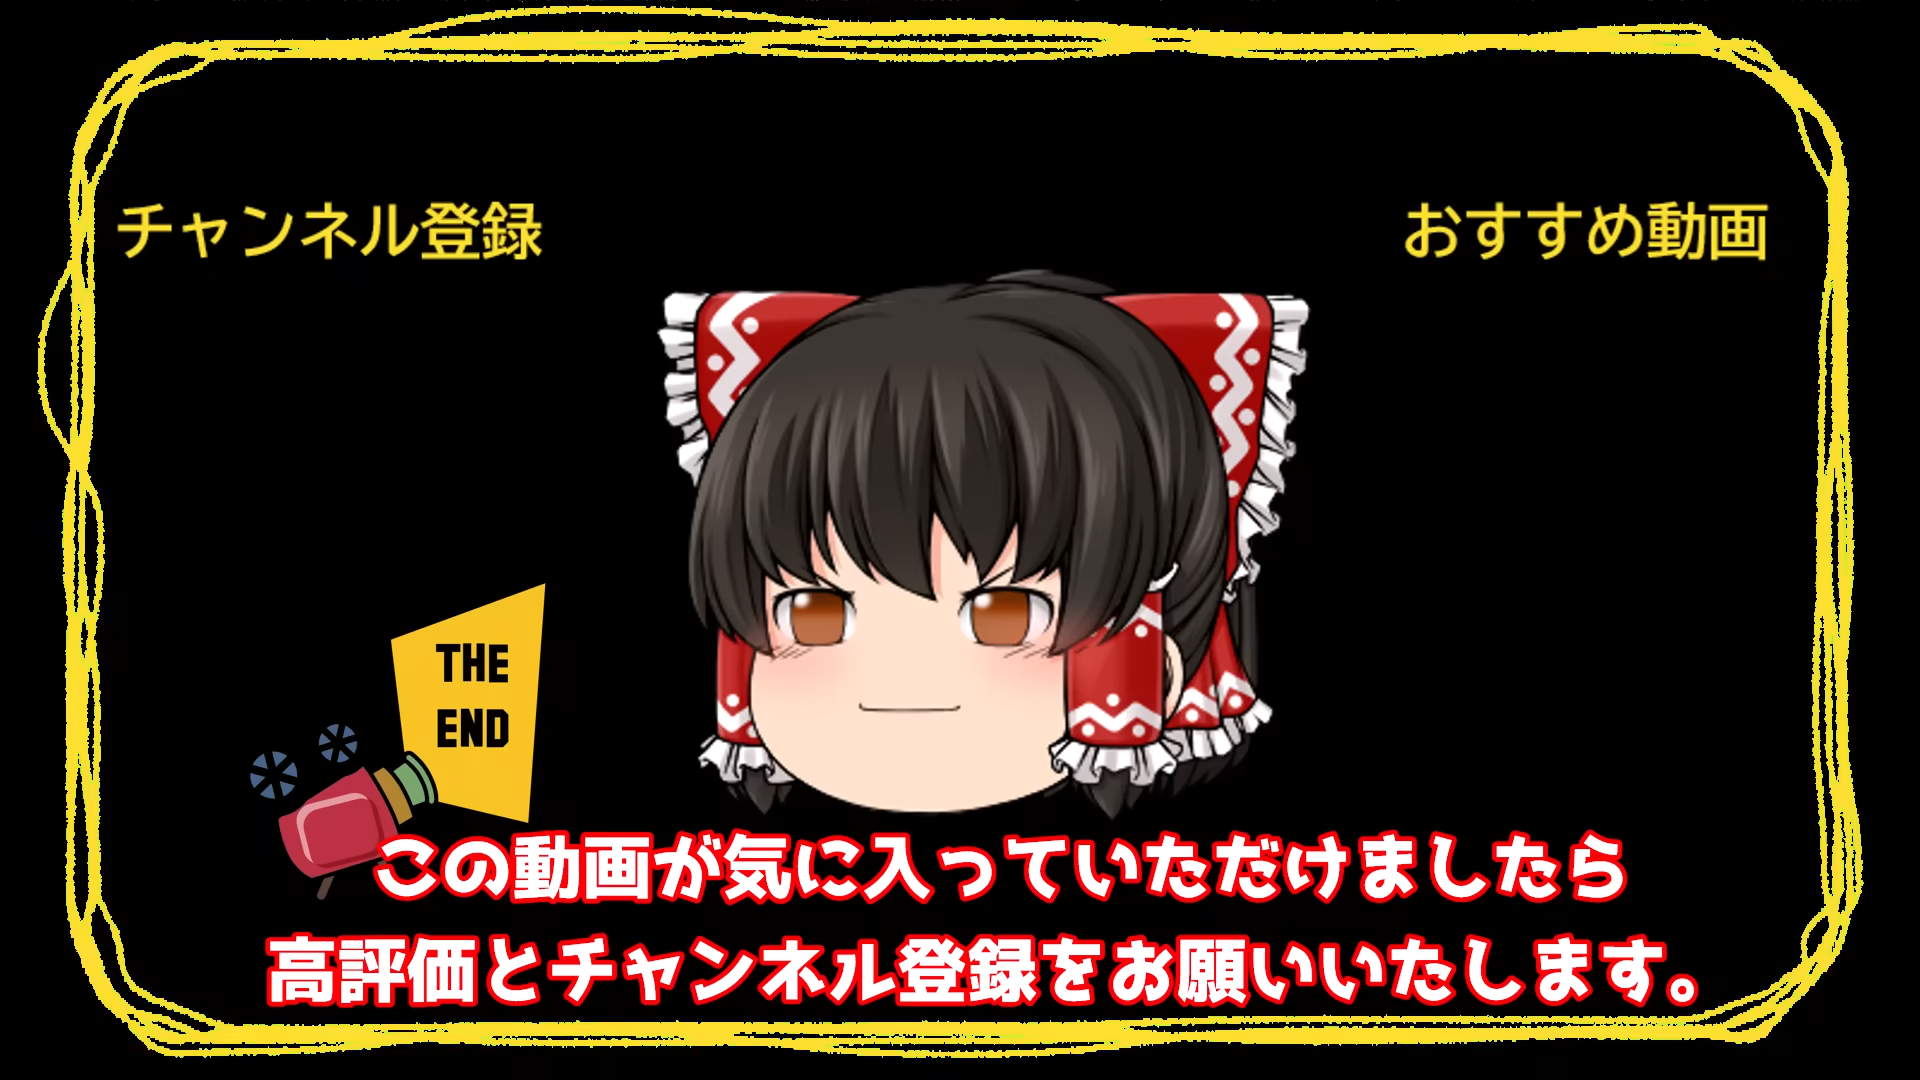 チャンネル登録
おすすめ動画
THE
END
この動画が気に入っていただけましたら
高評価とチャンネル登録をお願いいたします。